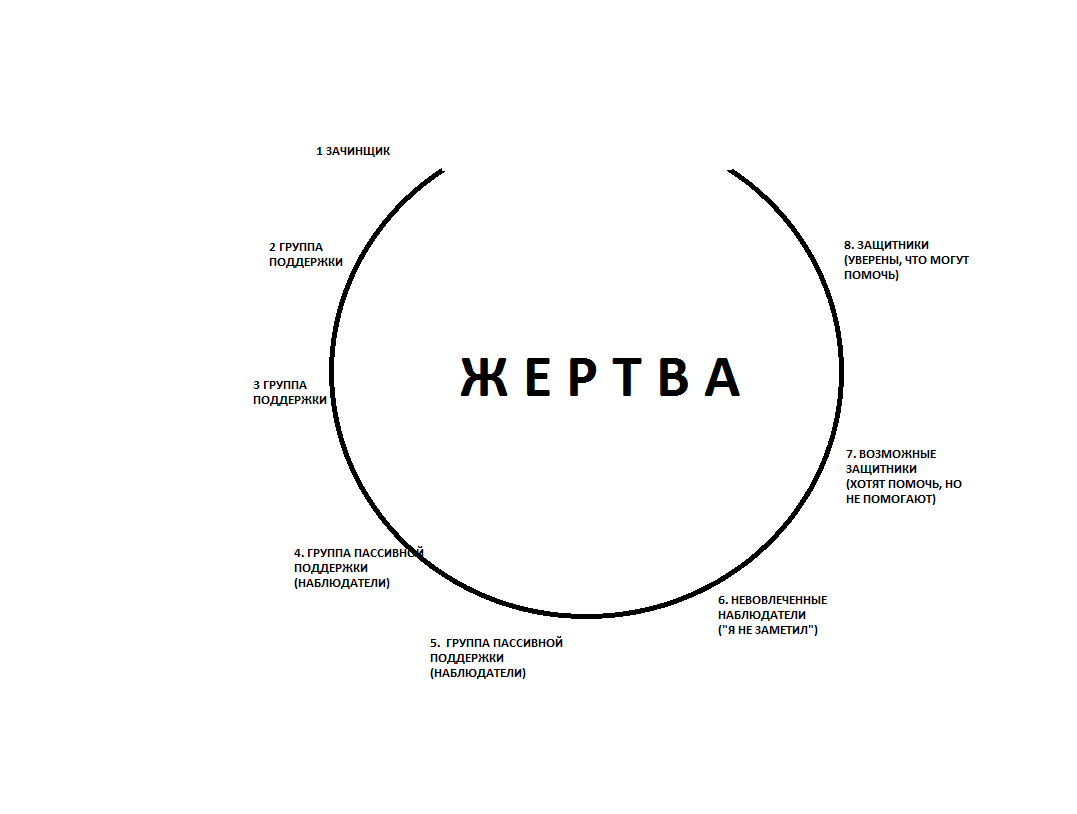 1 ЗАЧИНЩИК
2 ГРУППА
ПОДДЕРЖКИ
3 ГРУППА
ПОДДЕРЖКИ
4. ГРУППА ПАССИВНОЙ
ПОДДЕРЖКИ
(НАБЛЮДАТЕЛИ)
5. ГРУППА ПАССИВНОЙ
ПОДДЕРЖКИ
(НАБЛЮДАТЕЛИ)
6. НЕВОВЛЕЧЕННЫЕ
НАБЛЮДАТЕЛИ
("Я НЕ ЗАМЕТИЛ")
7. ВОЗМОЖНЫЕ
ЗАЩИТНИКИ
(ХОТЯТ ПОМОЧЬ, НО
НЕ ПОМОГАЮТ)
8. ЗАЩИТНИКИ
(УВЕРЕНЫ, ЧТО МОГУТ
ПОМОЧЬ)
Ж Е Р Т В А